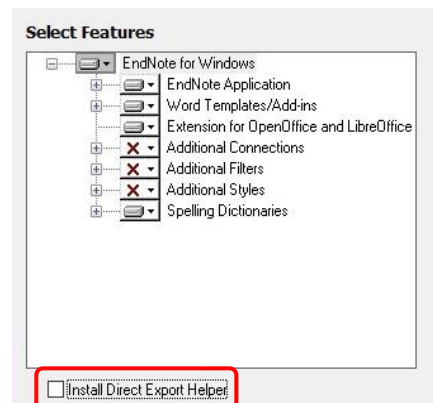 Select Features
EndNote for Windows
EndNote Application
Word Templates/Add-ins
Extension for OpenOffice and LibreOffice
Additional Connections
Additional Filters
Additional Styles
Spelling Dictionaries
Install Direct Export Helper